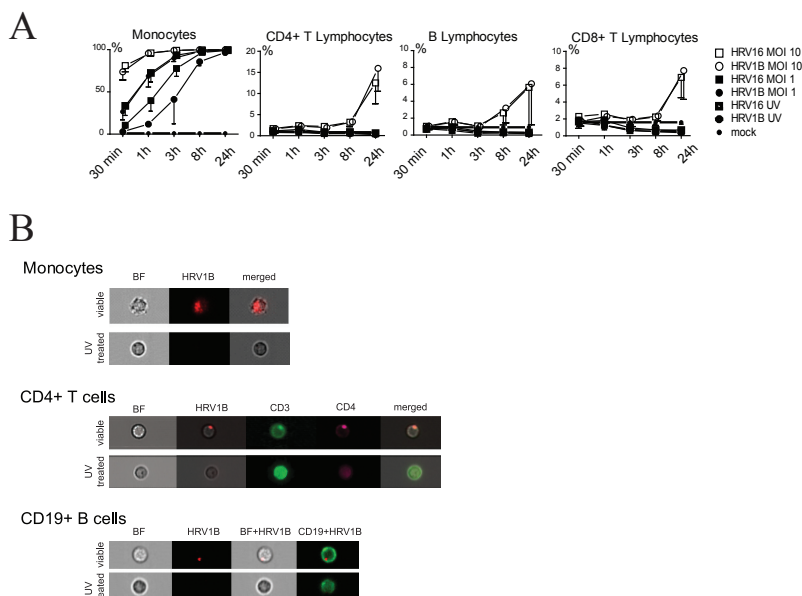 A
Monocytes
CD4+ T Lymphocytes
B Lymphocytes
CD8+ T Lymphocytes
100 %
50
0
30 min 1h 3h 8h 24h
20 %
15
10
5
0
30 min 1h 3h 8h 24h
10 %
8
6
4
2
0
30 min 1h 3h 8h 24h
10 %
8
6
4
2
0
30 min 1h 3h 8h 24h
HRV16 MOI 10
HRV1B MOI 10
HRV16 MOI 1
HRV1B MOI 1
HRV16 UV
HRV1B UV
mock
B
Monocytes
BF HRV1B merged
viable
UV treated
CD4+ T cells
BF HRV1B CD3 CD4 merged
viable
UV treated
CD19+ B cells
BF HRV1B BF+HRV1B CD19+HRV1B
viable
UV treated